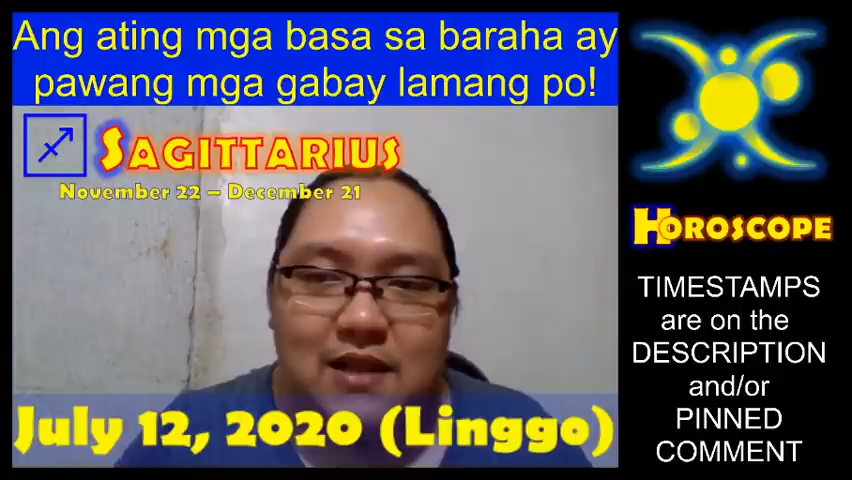 Ang ating mga basa sa baraha ay
pawang mga gabay lamang po!
SAGITTARIUS
November 22 – December 21
July 12, 2020 (Linggo)
HOROSCOPE
TIMESTAMPS
are on the
DESCRIPTION
and/or
PINNED
COMMENT